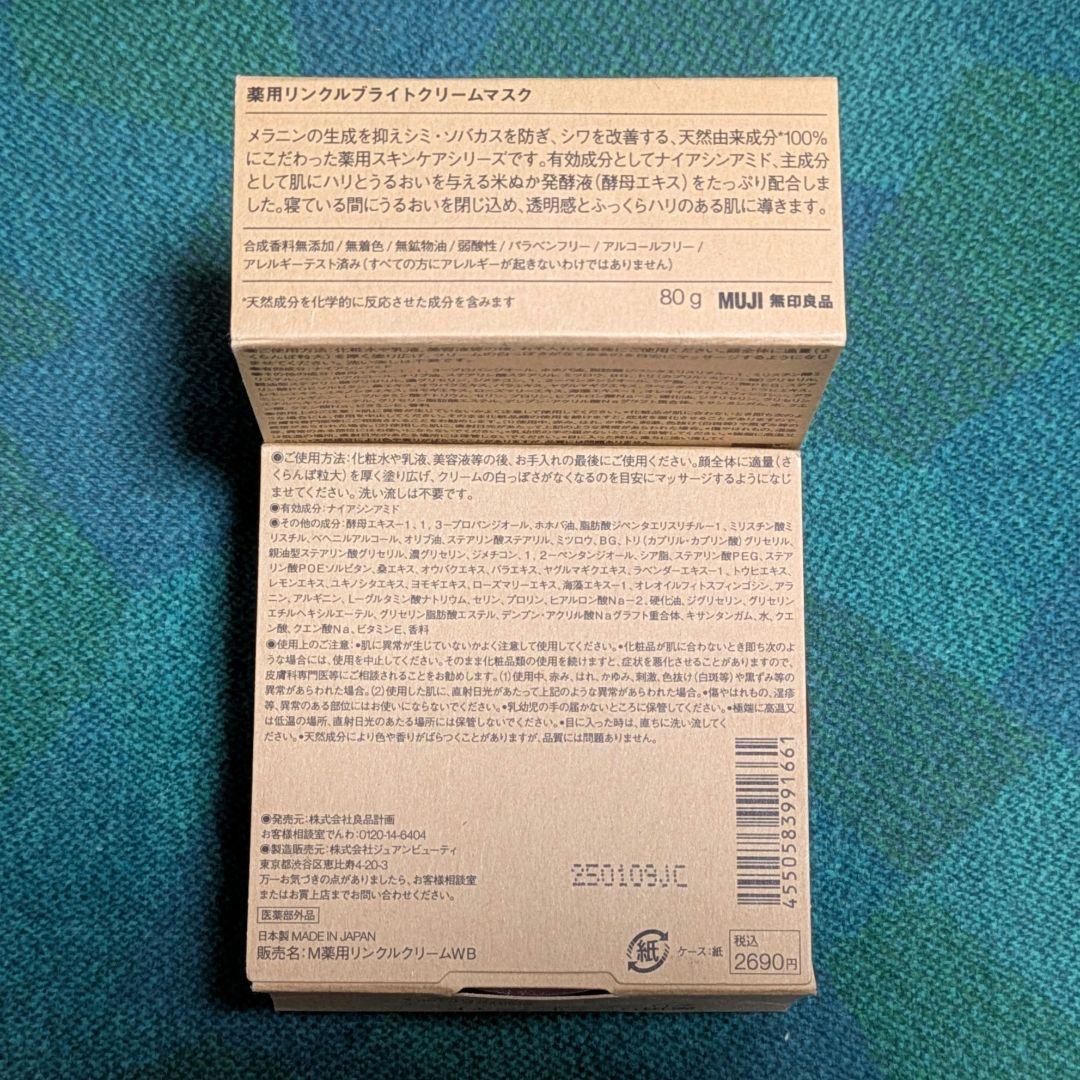 薬用リンクルブライトクリームマスク
メラニンの生成を抑えシミ・ソバカスを防ぎ、シワを改善する、天然由来成分*100%
にこだわった薬用スキンケアシリーズです。有効成分としてナイアシンアミド、主成分
として肌にハリとうるおいを与える米ぬか発酵液(酵母エキス)をたっぷり配合しま
した。寝ている間にうるおいを閉じ込め、透明感とふっくらハリのある肌に導きます。
合成香料無添加/無着色/無鉱物油/弱酸性/パラベンフリー/アルコールフリー/
アレルギーテスト済み(すべての方にアレルギーが起きないわけではありません)
*天然成分を化学的に反応させた成分を含みます
80g MUJI 無印良品
◉ご使用方法:化粧水や乳液、美容液等の後、お手入れの最後にご使用ください。顔全体に適量(さ
くらんぼ粒大)を厚く塗り広げ、クリームの白っぽさがなくなるのを目安にマッサージするようになじ
ませてください。洗い流しは不要です。
◉有効成分:ナイアシンアミド
◉その他の成分:酵母エキス-1、1,3-プロパンジオール、ホホバ油、脂肪酸ジペンタエリスリチル-1、ミリスチン酸ミ
リスチル、ベヘニルアルコール、オリブ油、ステアリン酸ステアリル、ミツロウ、BG、トリ(カプリル・カプリン酸)グリセリル
親油型ステアリン酸グリセリル、濃グリセリン、ジメチコン、1,2-ペンタンジオール、シア脂、ステアリン酸PEG、ステア
リン酸POEソルビタン、桑エキス、オウバクエキス、バラエキス、ヤグルマギクエキス、ラベンダーエキス-1、トウヒエキス、
レモンエキス、ユキノシタエキス、ヨモギエキス、ローズマリーエキス、海藻エキス-1、オレオイルフィトスフィンゴシン、アラ
ニン、アルギニン、L-グルタミン酸ナトリウム、セリン、プロリン、ヒアルロン酸Na-2、硬化油、ジグリセリン、グリセリン
エチルヘキシルエーテル、グリセリン脂肪酸エステル、デンプン・アクリル酸Naグラフト重合体、キサンタンガム、水、クエ
ン酸、クエン酸Na、ビタミンE、香料
◉使用上のご注意:●肌に異常が生じていないかよく注意して使用してください。●化粧品が肌に合わないとき即ち次のよ
うな場合には、使用を中止してください。そのまま化粧品類の使用を続けますと、症状を悪化させることがありますので、
皮膚科専門医等にご相談されることをお勧めします。(1)使用中、赤み、はれ、かゆみ、刺激、色抜け(白斑等)や黒ずみ等の
異常があらわれた場合。(2)使用した肌に、直射日光があたって上記のような異常があらわれた場合。●傷やはれもの、湿疹
等、異常のある部位にはお使いにならないでください。●乳幼児の手の届かないところに保管してください。●極端に高温又
は低温の場所、直射日光のあたる場所には保管しないでください。●目に入った時は、直ちに洗い流してく
ださい。●天然成分により色や香りがばらつくことがありますが、品質には問題ありません。
◉発売元:株式会社良品計画
お客様相談室でんわ:0120-14-6404
◉製造販売元:株式会社ジュアンビューティ
東京都渋谷区恵比寿4-20-3
万一お気づきの点がありましたら、お客様相談室
またはお買上店までお問い合わせください。
医薬部外品
日本製 MADE IN JAPAN
販売名:M薬用リンクルクリームWB
250109JC
4550583991661
紙
ケース:紙
税込
2690円